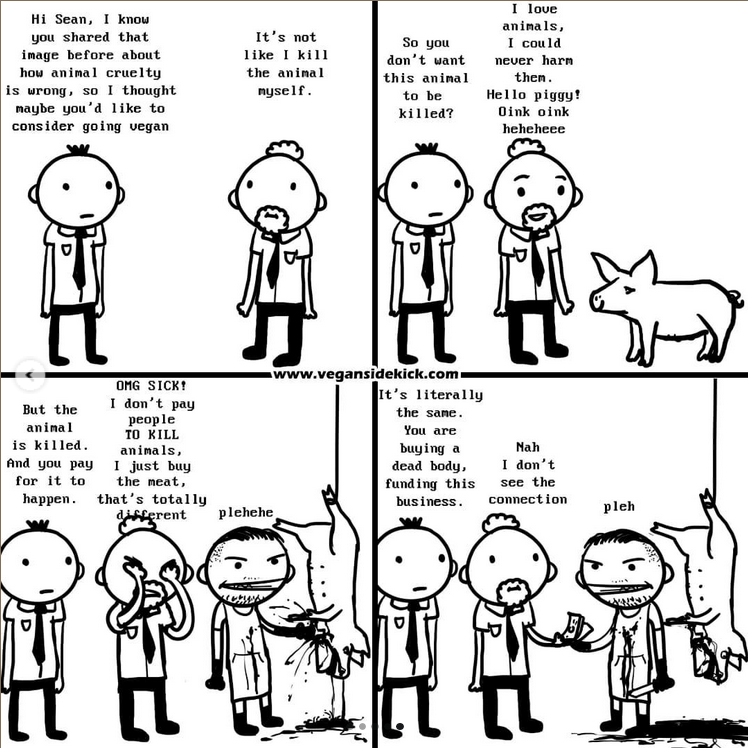 Hi Sean, I know
you shared that
image before about
how animal cruelty
is wrong, so I thought
maybe you'd like to
consider going vegan
It's not
like I kill
the animal
myself.
So you
don't want
this animal
to be
killed?
I love
animals,
I could
never harm
them.
Hello piggy!
Oink oink
heheheee
www.vegansidekick.com
But the
animal
is killed.
And you pay
for it to
happen.
OMG SICK!
I don't pay
people
TO KILL
animals,
I just buy
the meat,
that's totally
different
plehehe
It's literally
the same.
You are
buying a
dead body,
funding this
business.
Nah
I don't
see the
connection
pleh